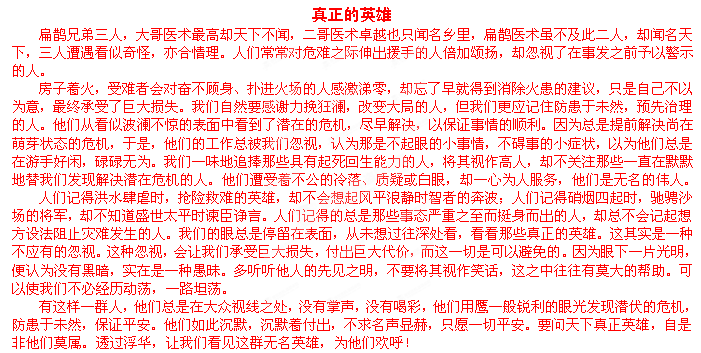 真正的英雄
扁鹊兄弟三人，大哥医术最高却天下不闻，二哥医术卓越也只闻名乡里，扁鹊医术虽不及此二人，却闻名天
下，三人遭遇看似奇怪，亦合情理。人们常常对危难之际伸出援手的人倍加颂扬，却忽视了在事发之前予以警示
的人。
房子着火，受难者会对奋不顾身、扑进火场的人感激涕零，却忘了早就得到消除火患的建议，只是自己不以
为意，最终承受了巨大损失。我们自然要感谢力挽狂澜，改变大局的人，但我们更应记住防患于未然，预先治理
的人。他们从看似波澜不惊的表面中看到了潜在的危机，尽早解决，以保证事情的顺利。因为总是提前解决尚在
萌芽状态的危机，于是，他们的工作总被我们忽视，认为那是不起眼的小事情，不碍事的小症状，以为他们总是
在游手好闲，碌碌无为。我们一味地追捧那些具有起死回生能力的人，将其视作高人，却不关注那些一直在默默
地替我们发现解决潜在危机的人。他们遭受着不公的冷落、质疑或白眼，却一心为人服务，他们是无名的伟人。
人们记得洪水肆虐时，抢险救难的英雄，却不会想起风平浪静时智者的奔波；人们记得硝烟四起时，驰骋沙
场的将军，却不知道盛世太平时谏臣诤言。人们记得的总是那些事态严重之至而挺身而出的人，却总不会记起想
方设法阻止灾难发生的人。我们的眼总是停留在表面，从未想过往深处看，看看那些真正的英雄。这其实是一种
不应有的忽视。这种忽视，会让我们承受巨大损失，付出巨大代价，而这一切是可以避免的。因为眼下一片光明，
便认为没有黑暗，实在是一种愚昧。多听听他人的先见之明，不要将其视作笑话，这之中往往有莫大的帮助。可
以使我们不必经历动荡，一路坦荡。
有这样一群人，他们总是在大众视线之处，没有掌声，没有喝彩，他们用鹰一般锐利的眼光发现潜伏的危机，
防患于未然，保证平安。他们如此沉默，沉默着付出，不求名声显赫，只愿一切平安。要问天下真正英雄，自是
非他们莫属。透过浮华，让我们看见这群无名英雄，为他们欢呼！